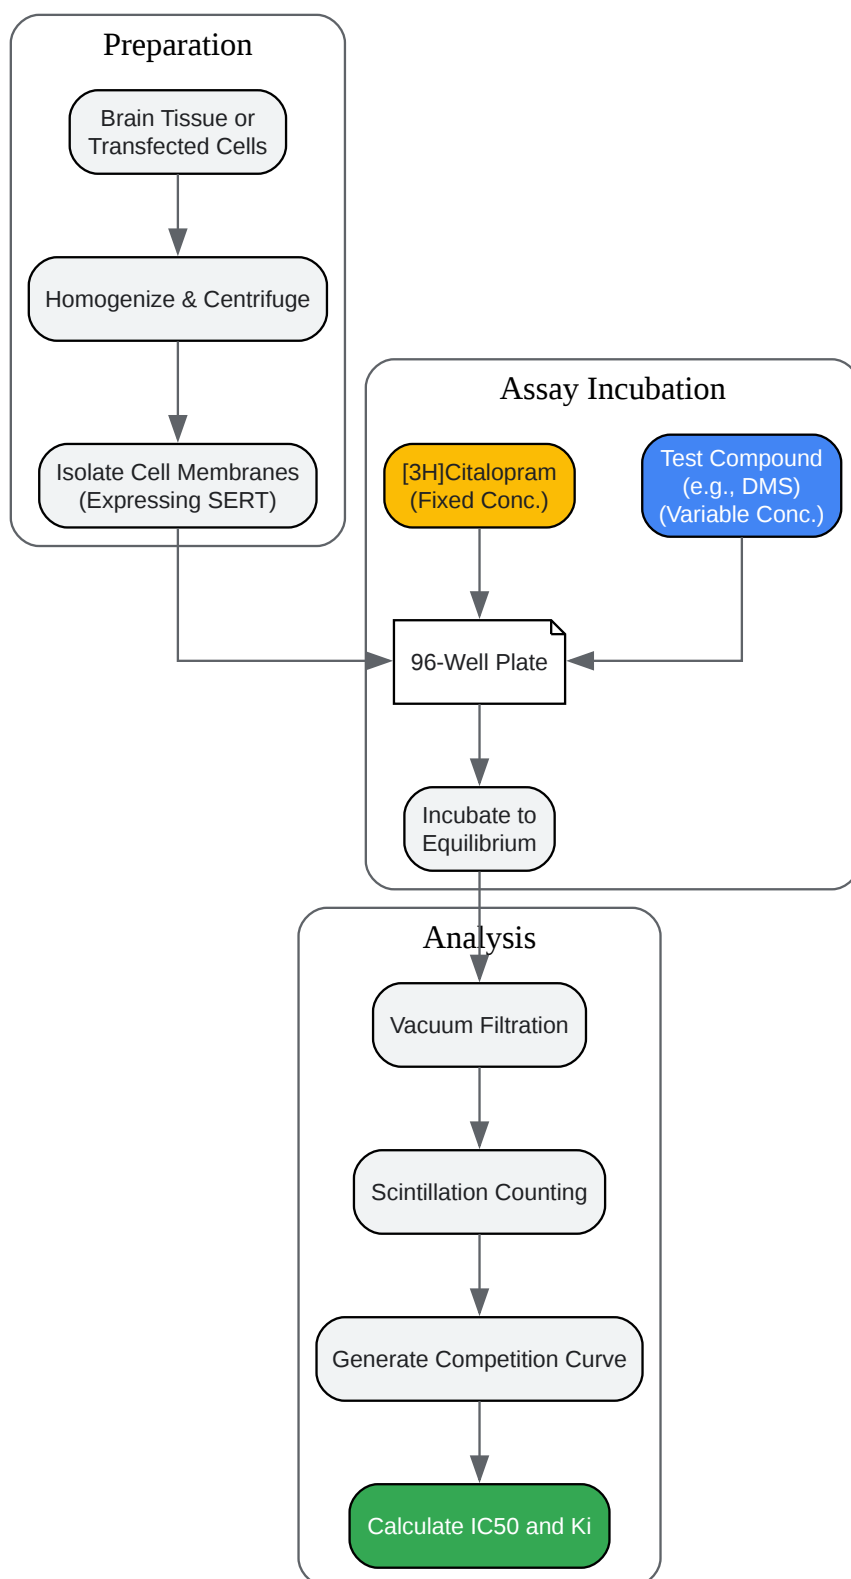 Preparation
Brain Tissue or
Transfected Cells
Homogenize & Centrifuge
Isolate Cell Membranes
(Expressing SERT)
Assay Incubation
[3H]Citalopram
(Fixed Conc.)
Test Compound
(e.g., DMS)
(Variable Conc.)
96-Well Plate
Incubate to
Equilibrium
Analysis
Vacuum Filtration
Scintillation Counting
Generate Competition Curve
Calculate IC50 and Ki